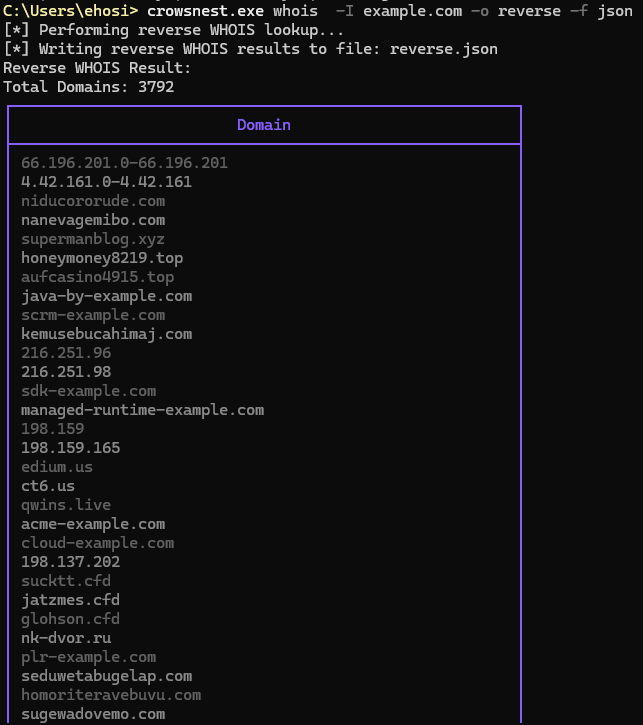 C:\Users\ehosi> crowsnest.exe whois  -I example.com -o reverse -f json
[*] Performing reverse WHOIS lookup...
[*] Writing reverse WHOIS results to file: reverse.json
Reverse WHOIS Result:
Total Domains: 3792
Domain
66.196.201.0-66.196.201
4.42.161.0-4.42.161
niducororude.com
nanevagemibo.com
supermanblog.xyz
honeymoney8219.top
aufcasino4915.top
java-by-example.com
scrm-example.com
kemusebucahimaj.com
216.251.96
216.251.98
sdk-example.com
managed-runtime-example.com
198.159
198.159.165
edium.us
ct6.us
qwins.live
acme-example.com
cloud-example.com
198.137.202
sucktt.cfd
jatzmes.cfd
glohson.cfd
nk-dvor.ru
plr-example.com
seduwetabugelap.com
homoriteravebuvu.com
sugewadovemo.com